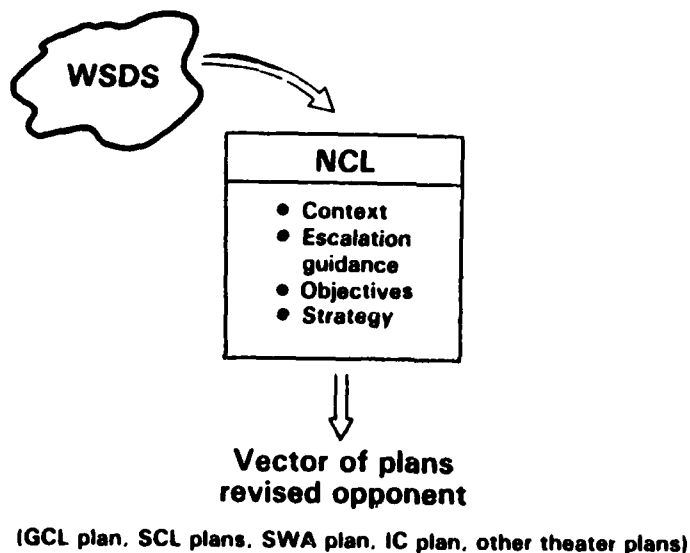 WSDS
NCL
● Context
● Escalation
guidance
● Objectives
● Strategy
Vector of plans
revised opponent
(GCL plan, SCL plans, SWA plan, IC plan, other theater plans)